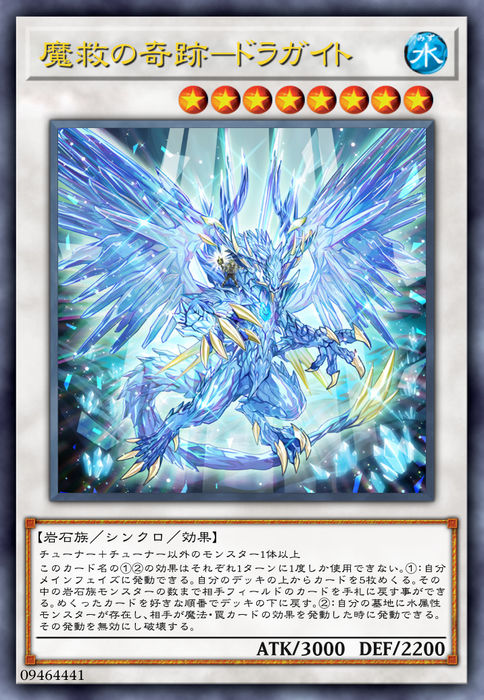 魔救の奇跡－ドラガイト
みず
水
【岩石族／シンクロ／効果】
チューナー＋チューナー以外のモンスター1体以上
このカード名の①②の効果はそれぞれ1ターンに1度しか使用できない。①：自分
メインフェイズに発動できる。自分のデッキの上からカードを5枚めくる。その
中の岩石族モンスターの数まで相手フィールドのカードを手札に戻す事ができ
る。めくったカードを好きな順番でデッキの下に戻す。②：自分の墓地に水属性
モンスターが存在し、相手が魔法・罠カードの効果を発動した時に発動できる。
その発動を無効にし破壊する。
ATK/3000 DEF/2200
09464441